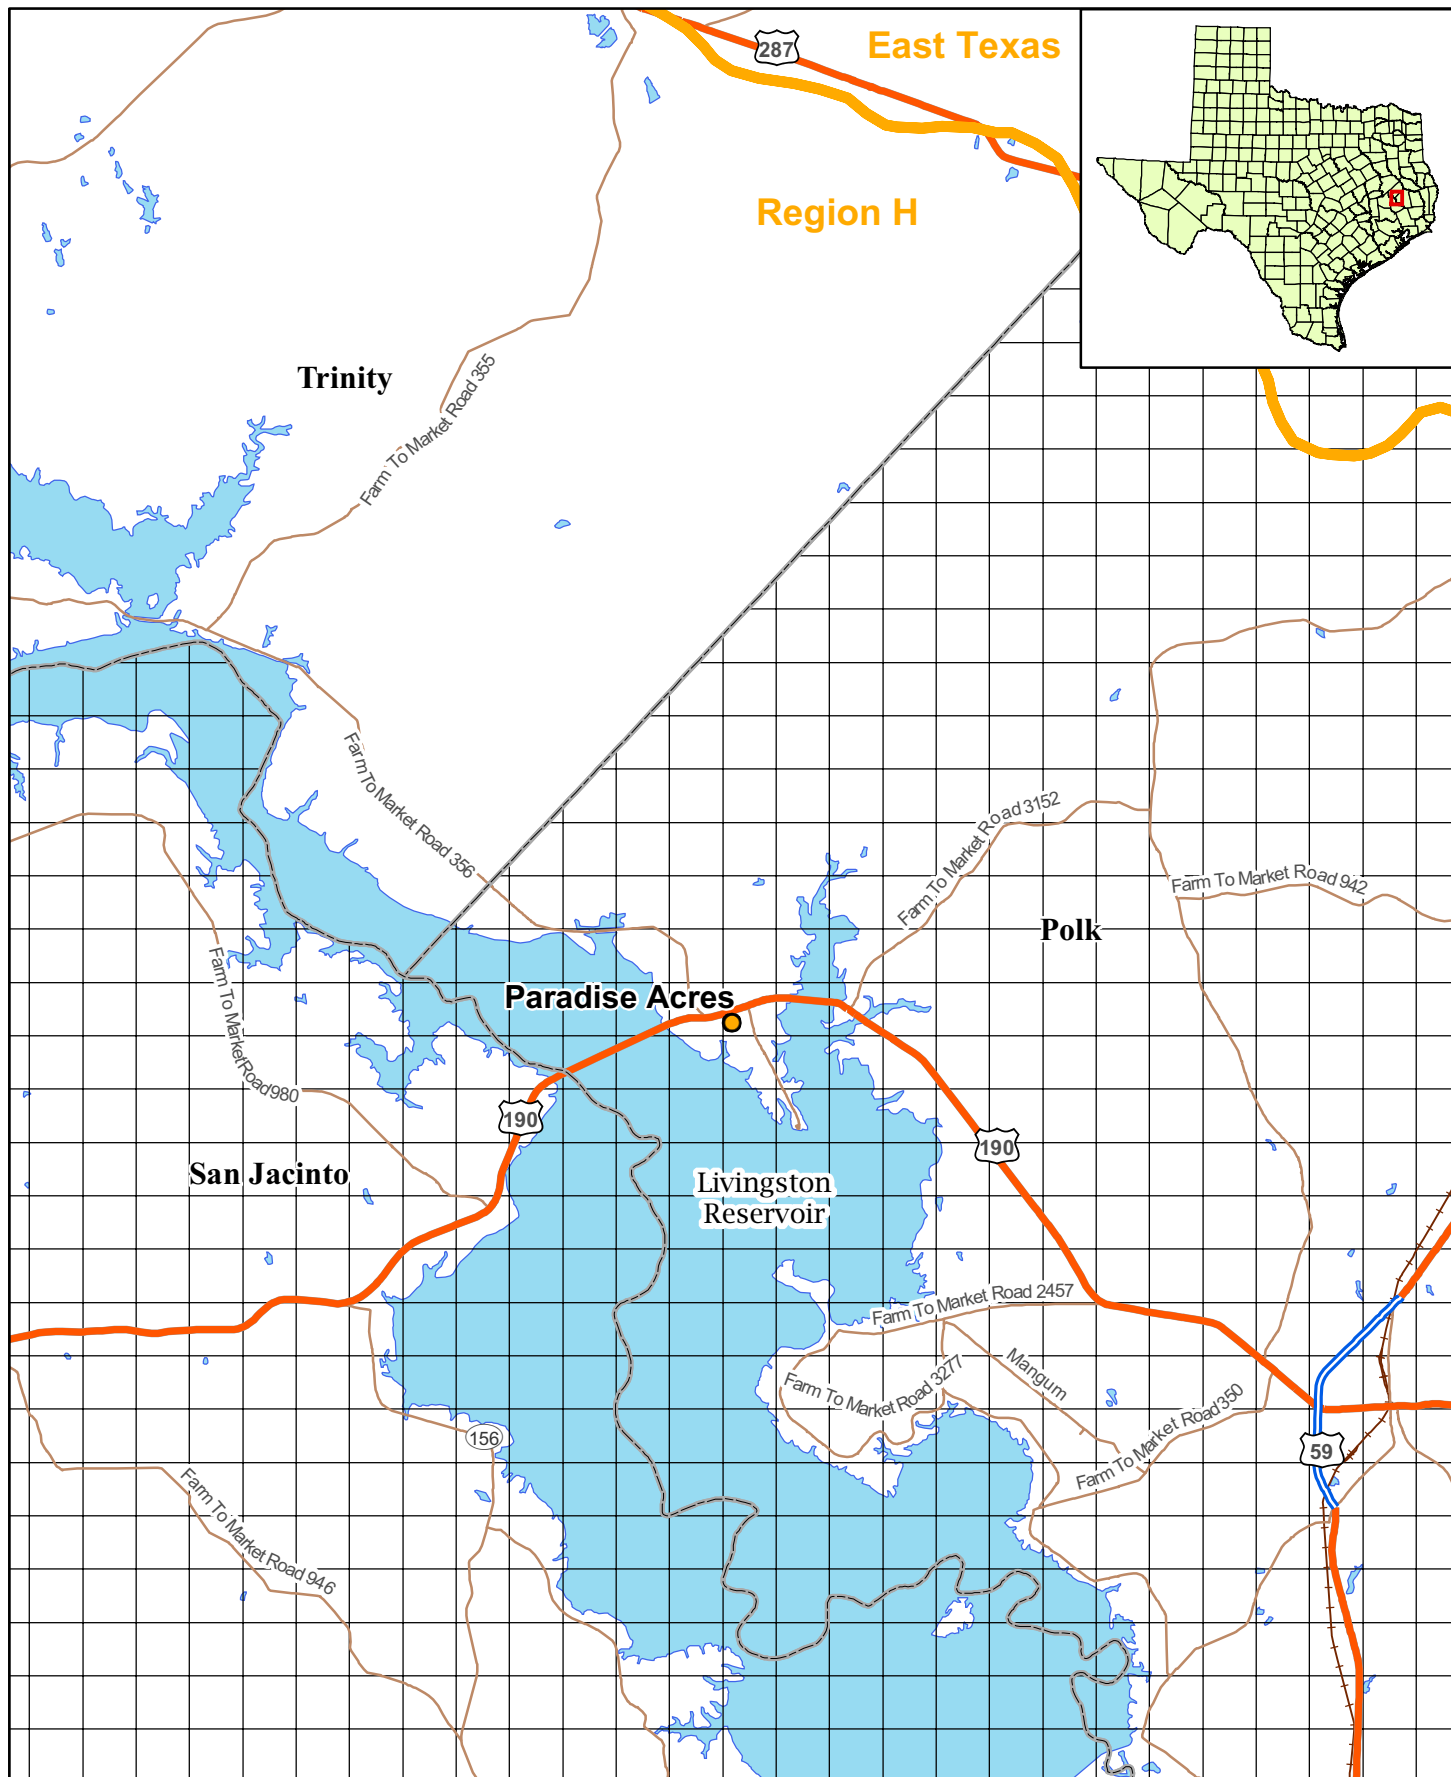 287
East Texas
Region H
Trinity
Farm To Market Road 355
Farm To Market Road 356
Farm To Market Road 3152
Farm To Market Road 942
Polk
Farm To Market Road 980
Paradise Acres
190
190
San Jacinto
Livingston
Reservoir
Farm To Market Road 2457
Farm To Market Road 3277
Mangum
Farm To Market Road 350
156
59
Farm To Market Road 946